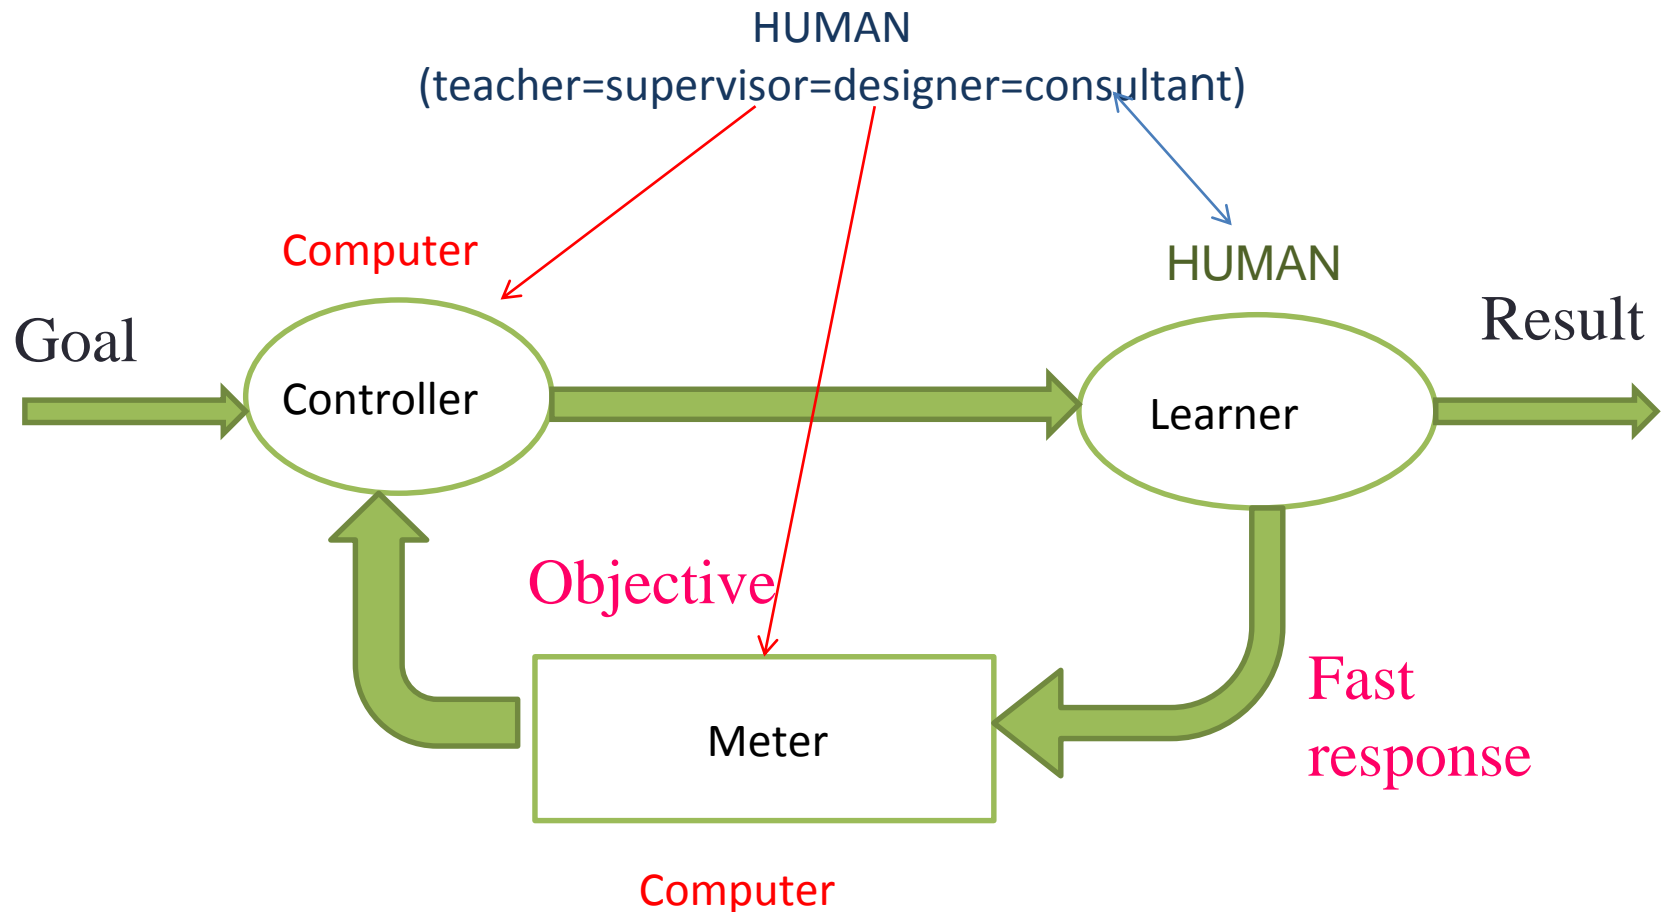 HUMAN
(teacher=supervisor=designer=consultant)
Computer
HUMAN
Goal
Result
Controller
Learner
Objective
Fast
response
Meter
Computer